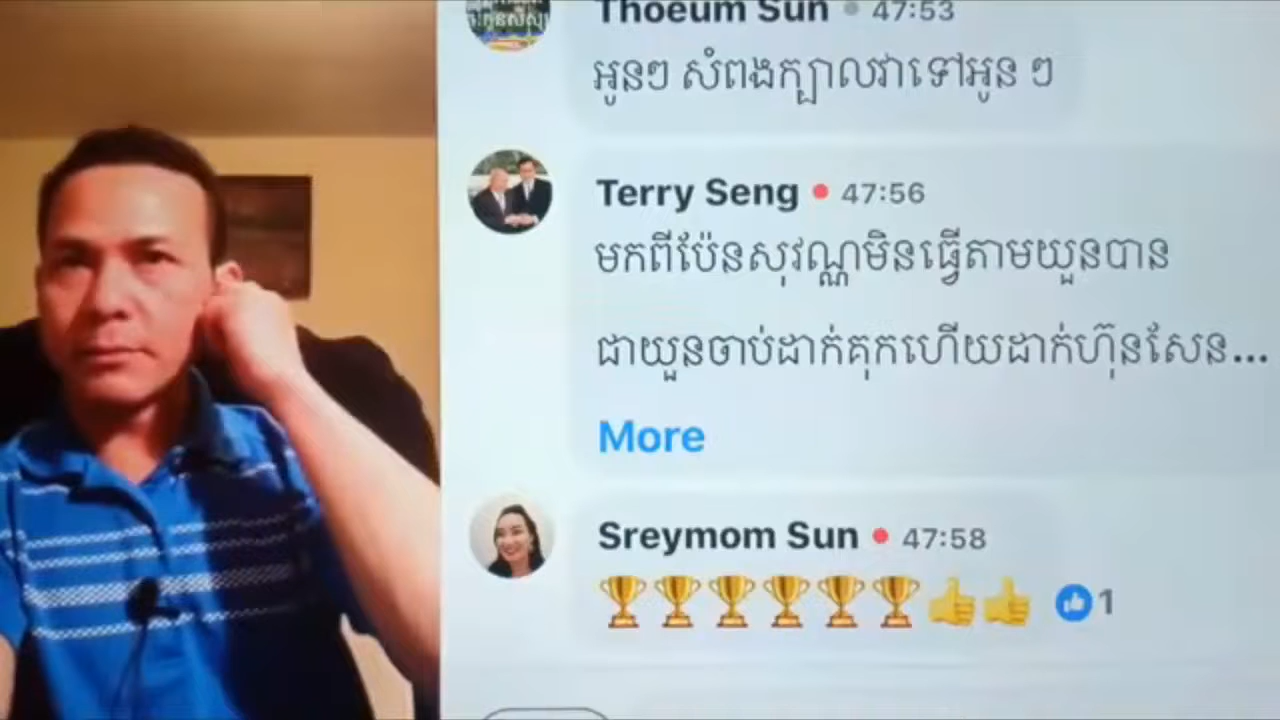 Thoeum Sun 47:53
អូនៗ សំពងក្បាលវាទៅអូន ៗ
Terry Seng 47:56
មកពីប៉ែនសុវណ្ណមិនធ្វើតាមយួនបាន
ជាយួនចាប់ដាក់គុកហើយដាក់ហ៊ុនសែន...
More
Sreymom Sun 47:58
1